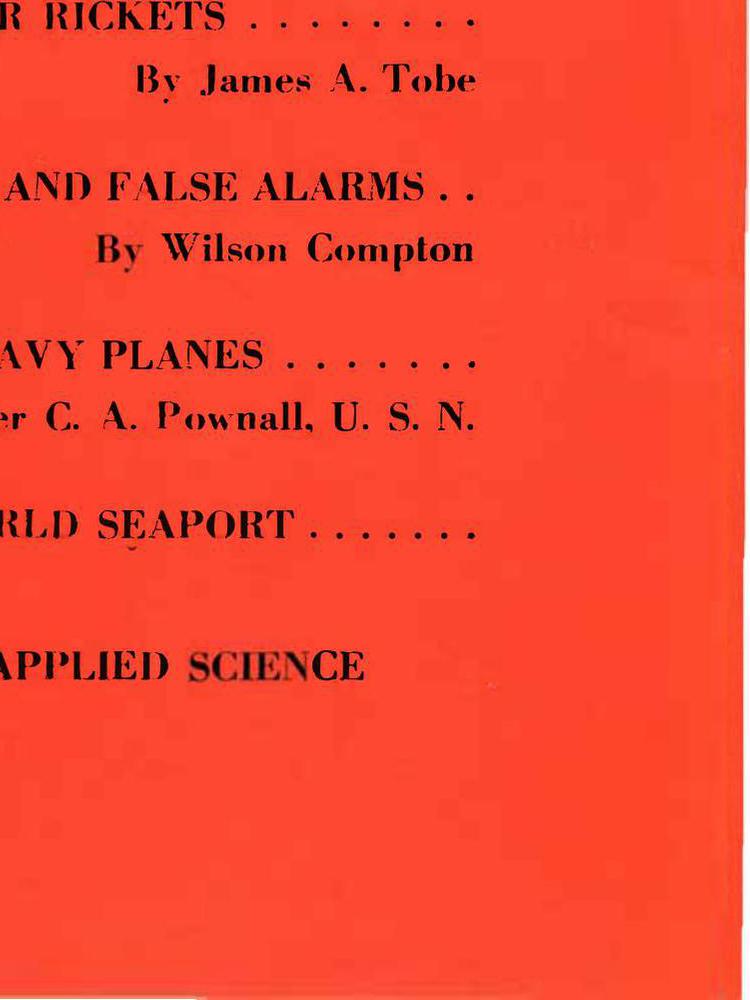 R RICKETS . . . . . . . .
By James A. Tobe
AND FALSE ALARMS . .
By Wilson Compton
AVY PLANES . . . . . . .
er C. A. Pownall, U. S. N.
RLD SEAPORT . . . . . . .
APPLIED SCIENCE